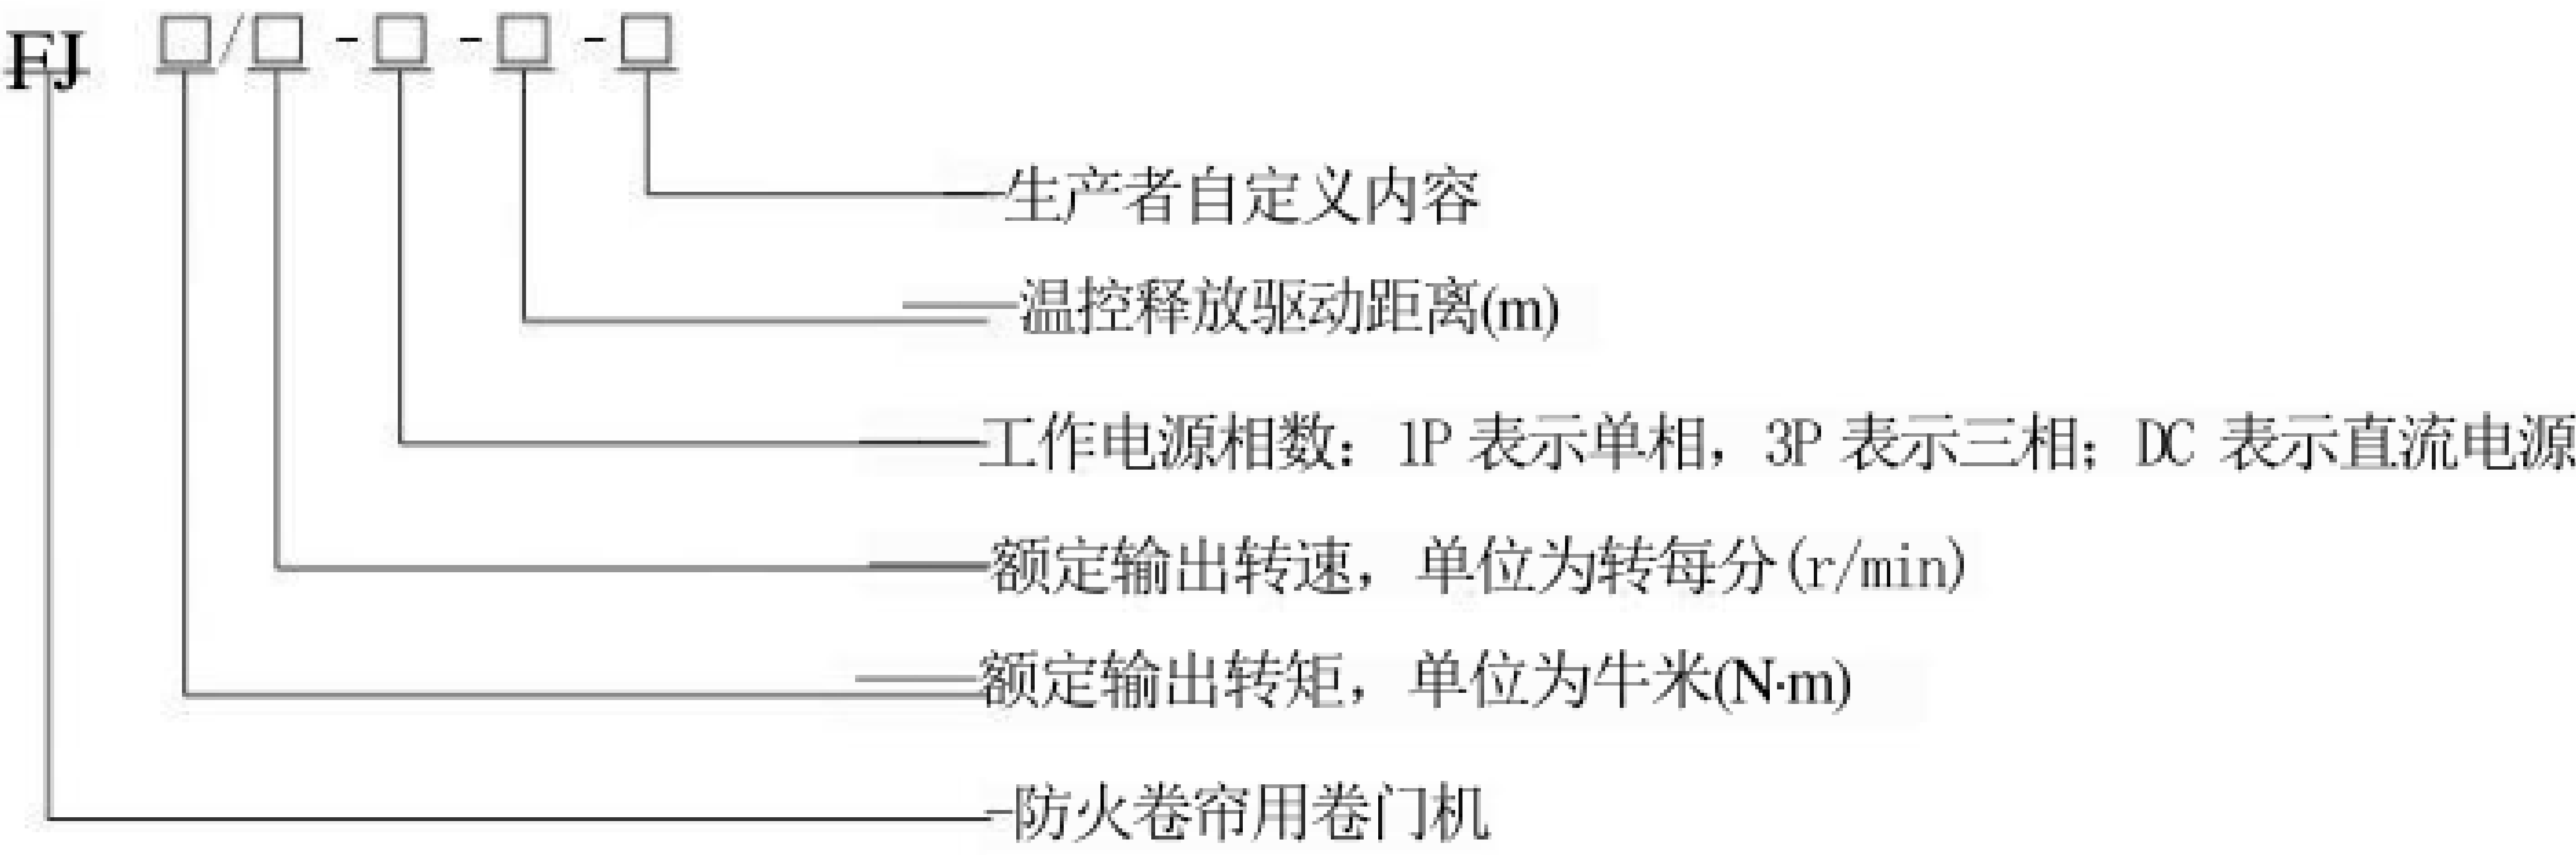 FJ □/□-□-□-□
生产者自定义内容
温控释放驱动距离(m)
工作电源相数：1P 表示单相，3P 表示三相；DC 表示直流电源
额定输出转速，单位为转每分(r/min)
额定输出转矩，单位为牛米(N·m)
防火卷帘用卷门机